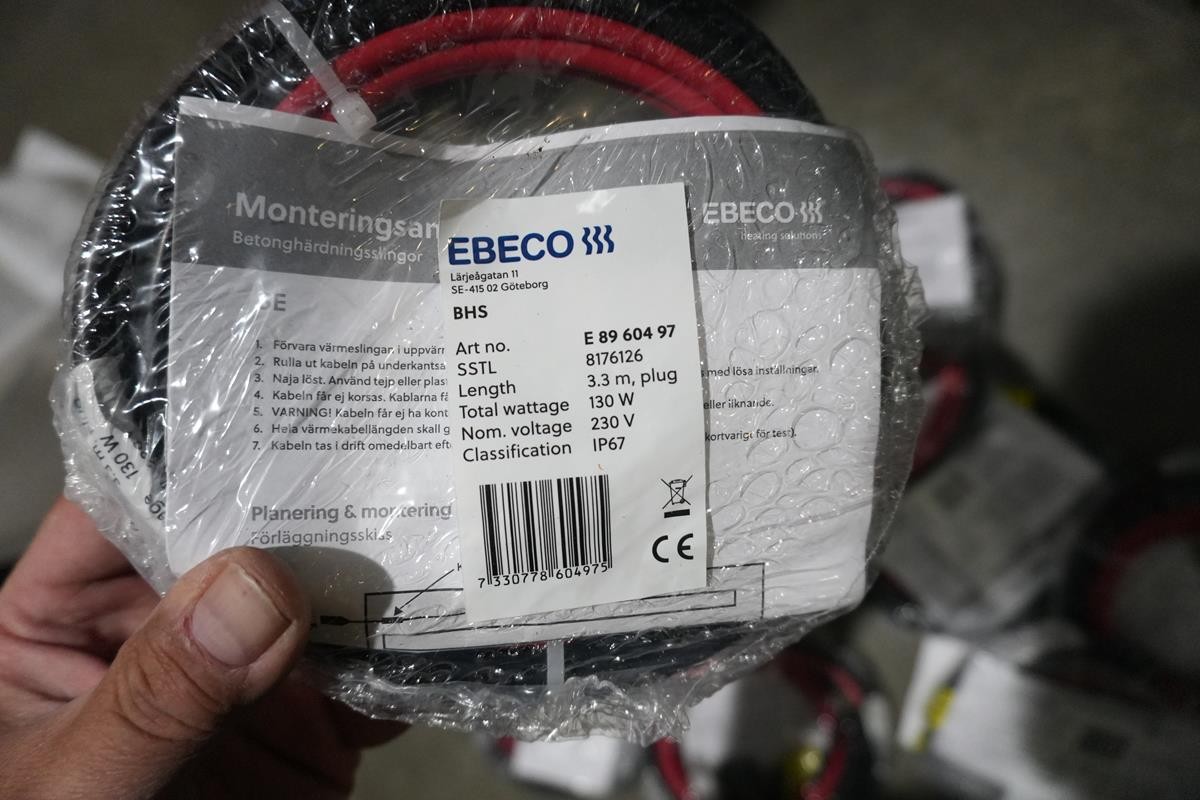 Monteringsan
Betonghärdningsslingor
EBECO
heating solutions
SE
1. Förvara värmeslingan i uppvärm
2. Rulla ut kabeln på underkantsa
3. Naja löst. Använd tejp eller plas
4. Kabeln får ej korsas. Kablarna få
5. VARNING! Kabeln får ej ha kont
6. Hela värmekabellängden skall g
7. Kabeln tas i drift omedelbart eft
med lösa inställningar.
eller liknande.
kortvarigt för test).
Planering & montering
Förläggningsskiss
K
EBECO
Lärjeågatan 11
SE-415 02 Göteborg
BHS
Art no. E 89 604 97
SSTL 8176126
Length 3.3 m, plug
Total wattage 130 W
Nom. voltage 230 V
Classification IP67
7 330778 604975
CE
130 W